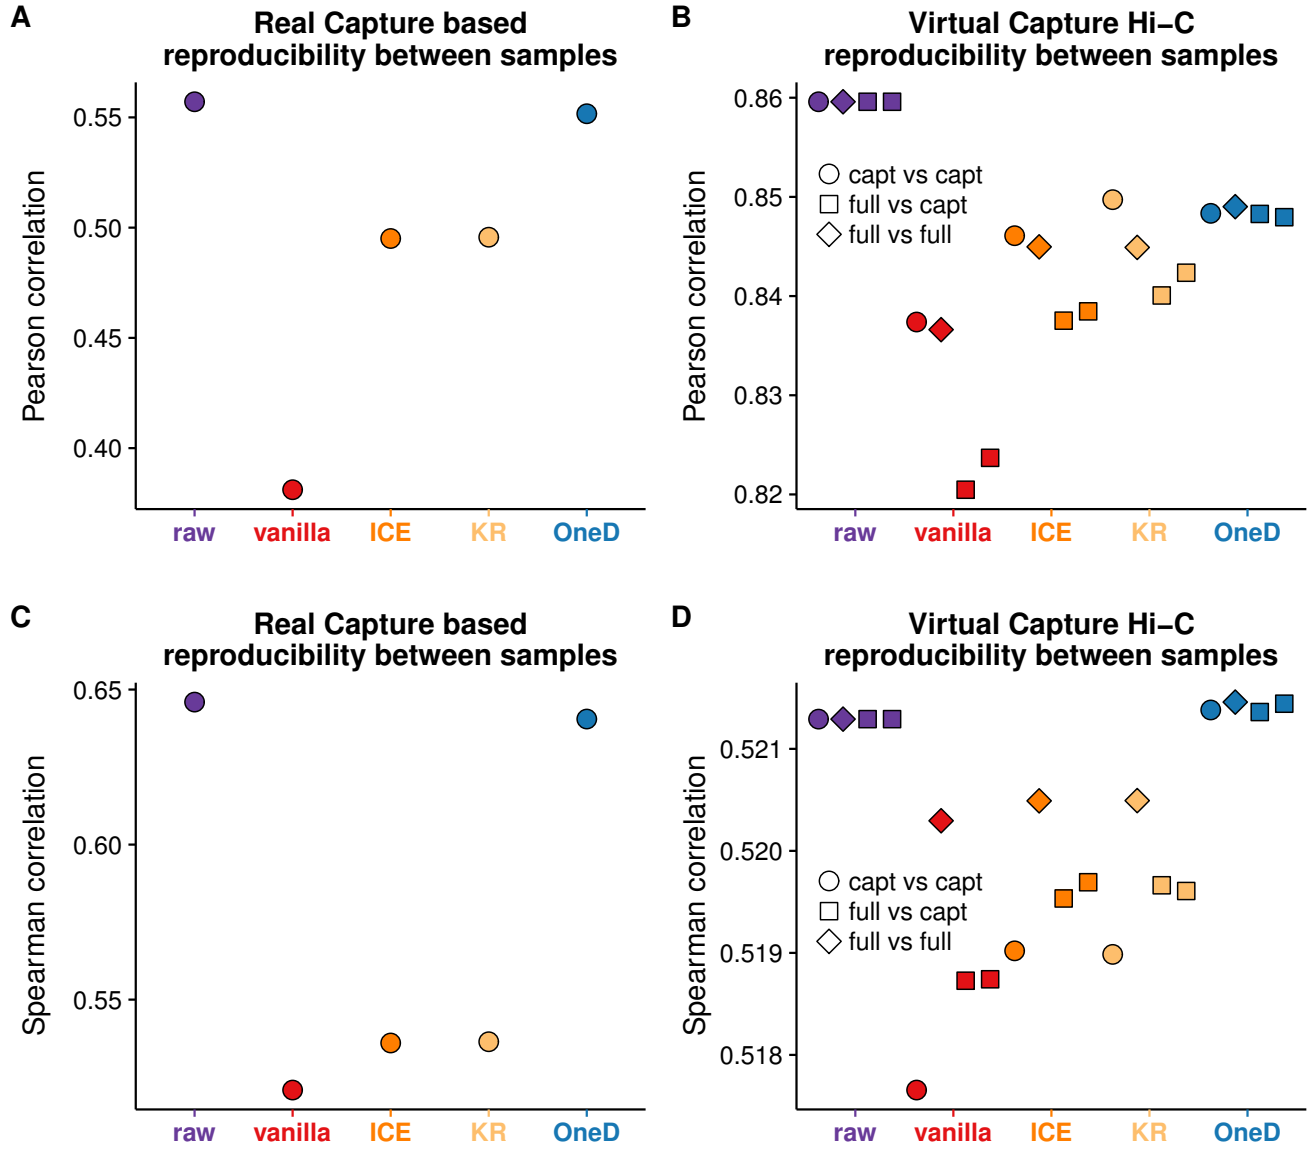 A
Real Capture based
reproducibility between samples
Pearson correlation
0.55
0.50
0.45
0.40
raw vanilla ICE KR OneD
B
Virtual Capture Hi−C
reproducibility between samples
Pearson correlation
0.86
0.85
0.84
0.83
0.82
capt vs capt
full vs capt
full vs full
raw vanilla ICE KR OneD
C
Real Capture based
reproducibility between samples
Spearman correlation
0.65
0.60
0.55
raw vanilla ICE KR OneD
D
Virtual Capture Hi−C
reproducibility between samples
Spearman correlation
0.521
0.520
0.519
0.518
capt vs capt
full vs capt
full vs full
raw vanilla ICE KR OneD